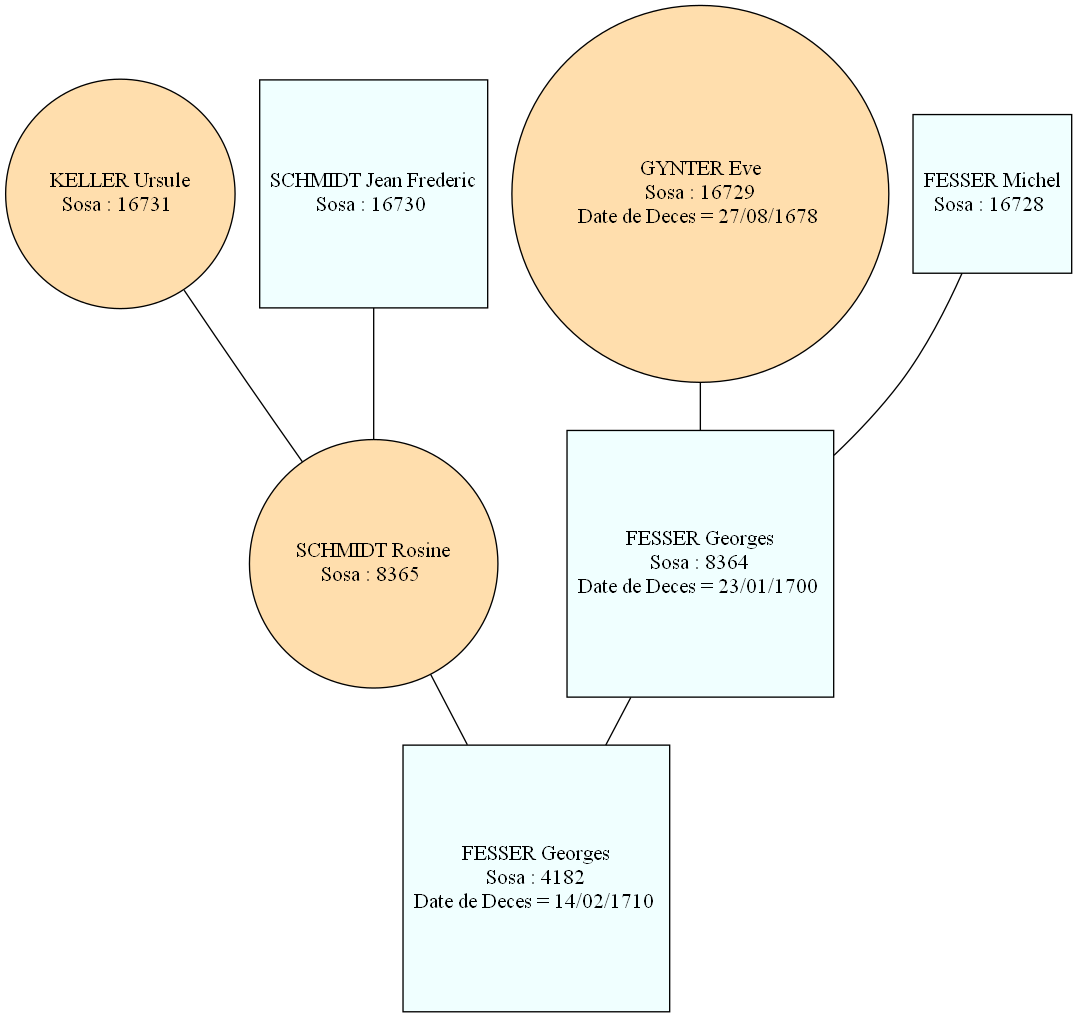 KELLER Ursule
Sosa : 16731
SCHMIDT Jean Frederic
Sosa : 16730
GYNTER Eve
Sosa : 16729
Date de Deces = 27/08/1678
FESSER Michel
Sosa : 16728
SCHMIDT Rosine
Sosa : 8365
FESSER Georges
Sosa : 8364
Date de Deces = 23/01/1700
FESSER Georges
Sosa : 4182
Date de Deces = 14/02/1710